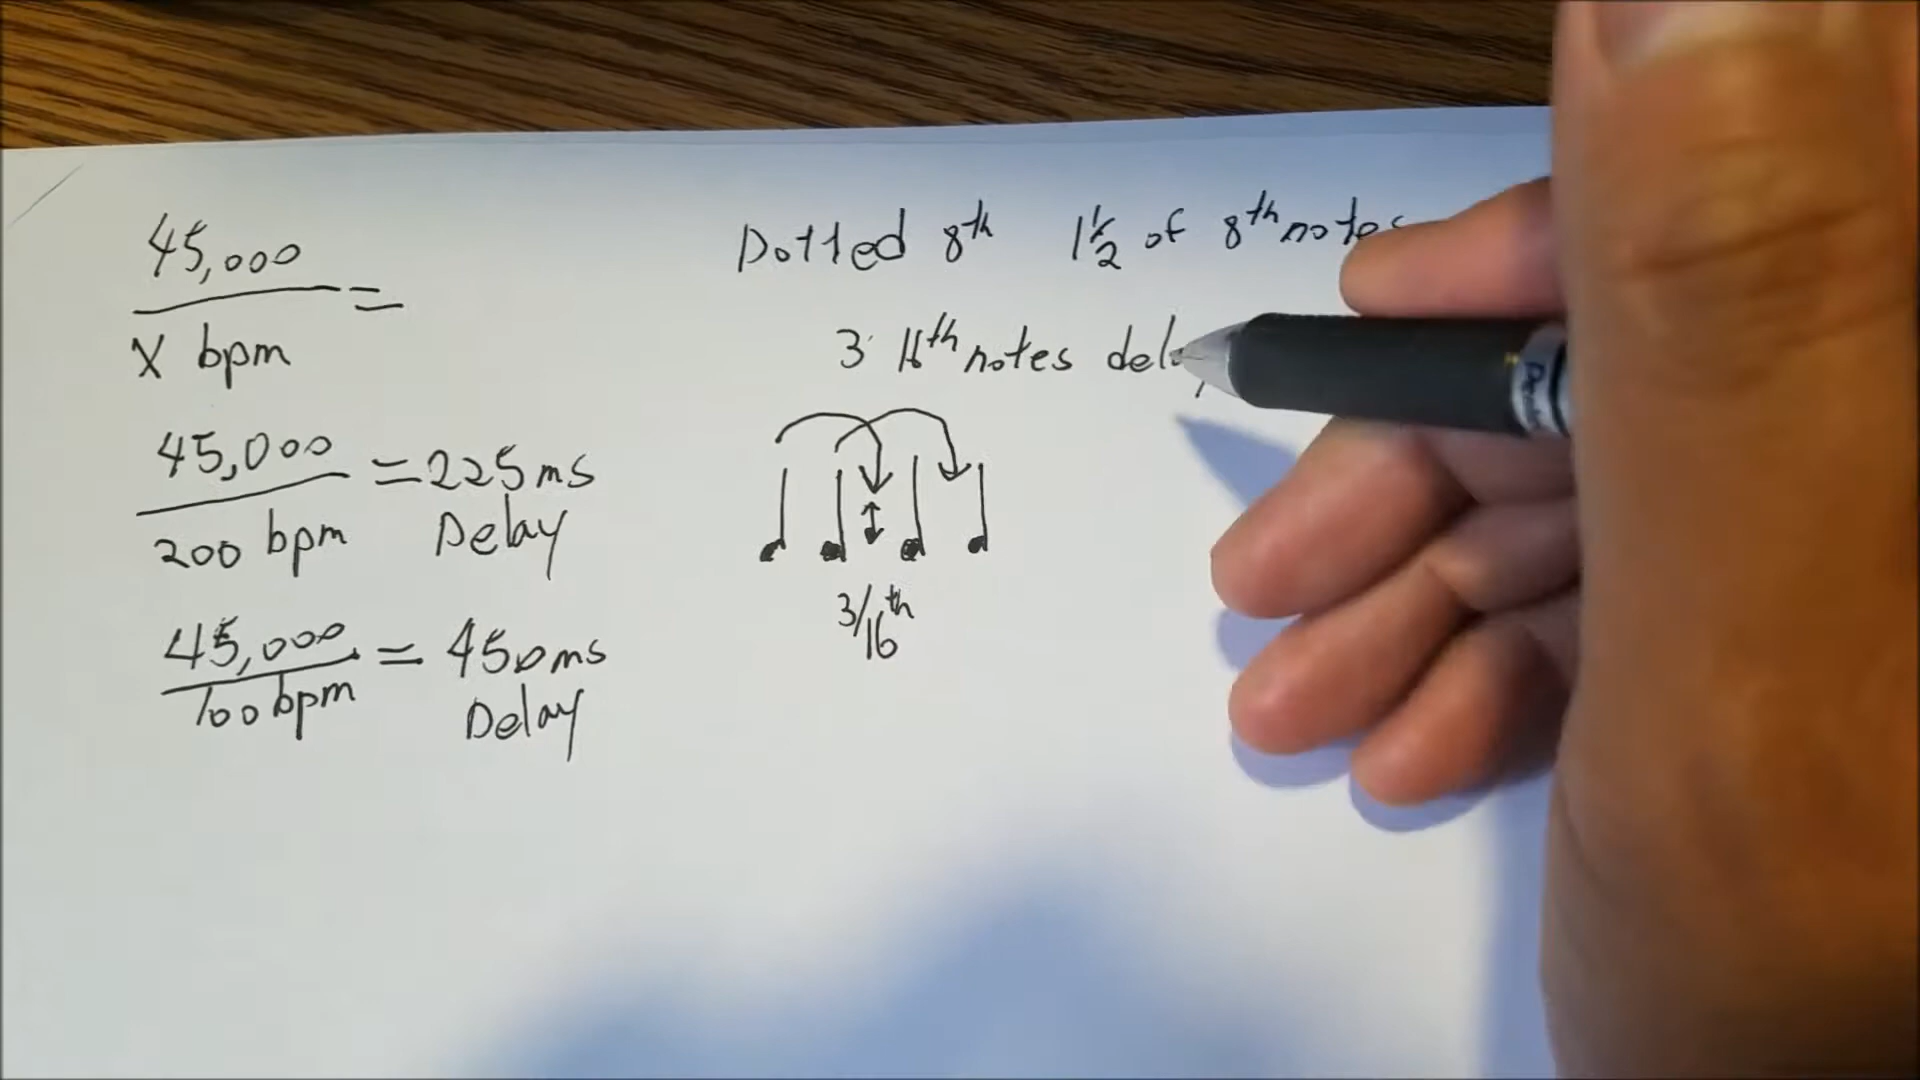 45,000
X bpm
=
45,000
200 bpm
=225ms
Delay
45,000
100 bpm
= 450ms
Delay
Dotted 8th 1½ of 8th notes
3 16th notes
3/16th